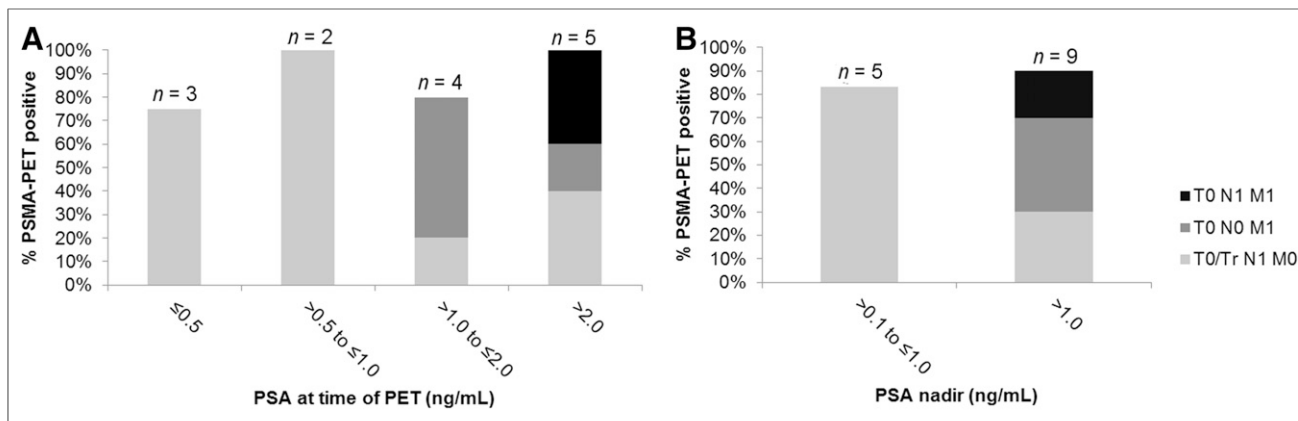 A
% PSMA-PET positive
100%
90%
80%
70%
60%
50%
40%
30%
20%
10%
0%
n = 3
n = 2
n = 4
n = 5
≤0.5
>0.5 to ≤1.0
>1.0 to ≤2.0
>2.0
PSA at time of PET (ng/mL)
B
% PSMA-PET positive
100%
90%
80%
70%
60%
50%
40%
30%
20%
10%
0%
n = 5
n = 9
>0.1 to ≤1.0
>1.0
PSA nadir (ng/mL)
T0 N1 M1
T0 N0 M1
T0/Tr N1 M0